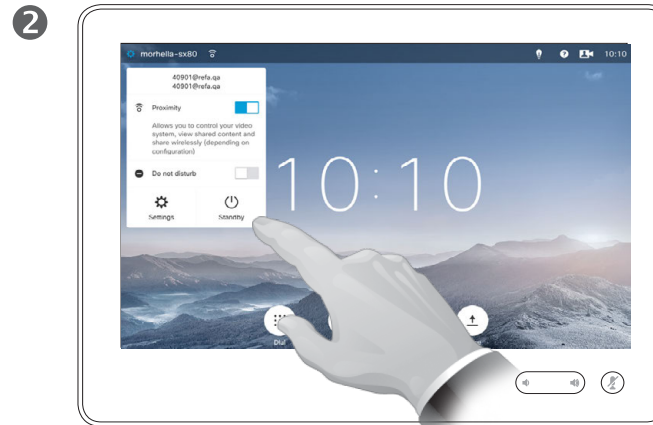 2
morhella-sx80
10:10
40901@refa.qa
40801@refa.qa
Proximity
Allows you to control your video
system, view shared content and
share wirelessly (depending on
configuration)
Do not disturb
Settings
Standby
10:10
Dial